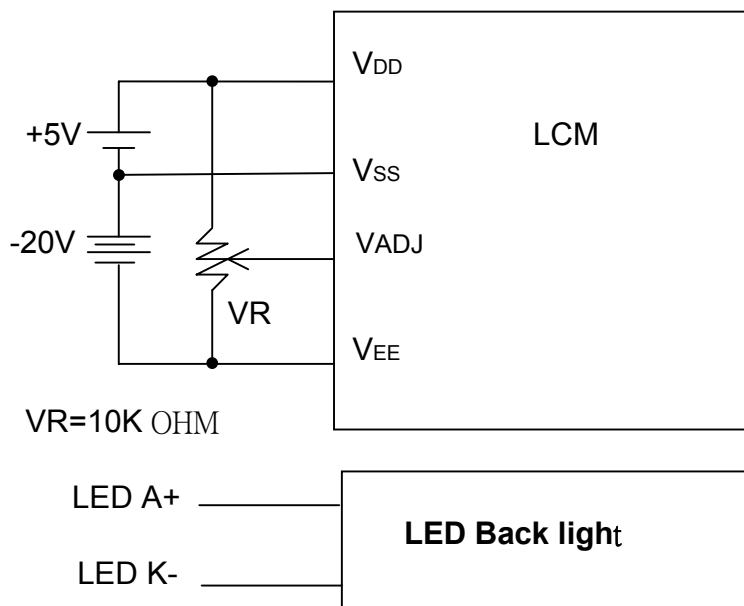 VDD
+5V
LCM
VSS
-20V
VADJ
VR
VEE
VR=10K OHM
LED A+
LED Back light
LED K-